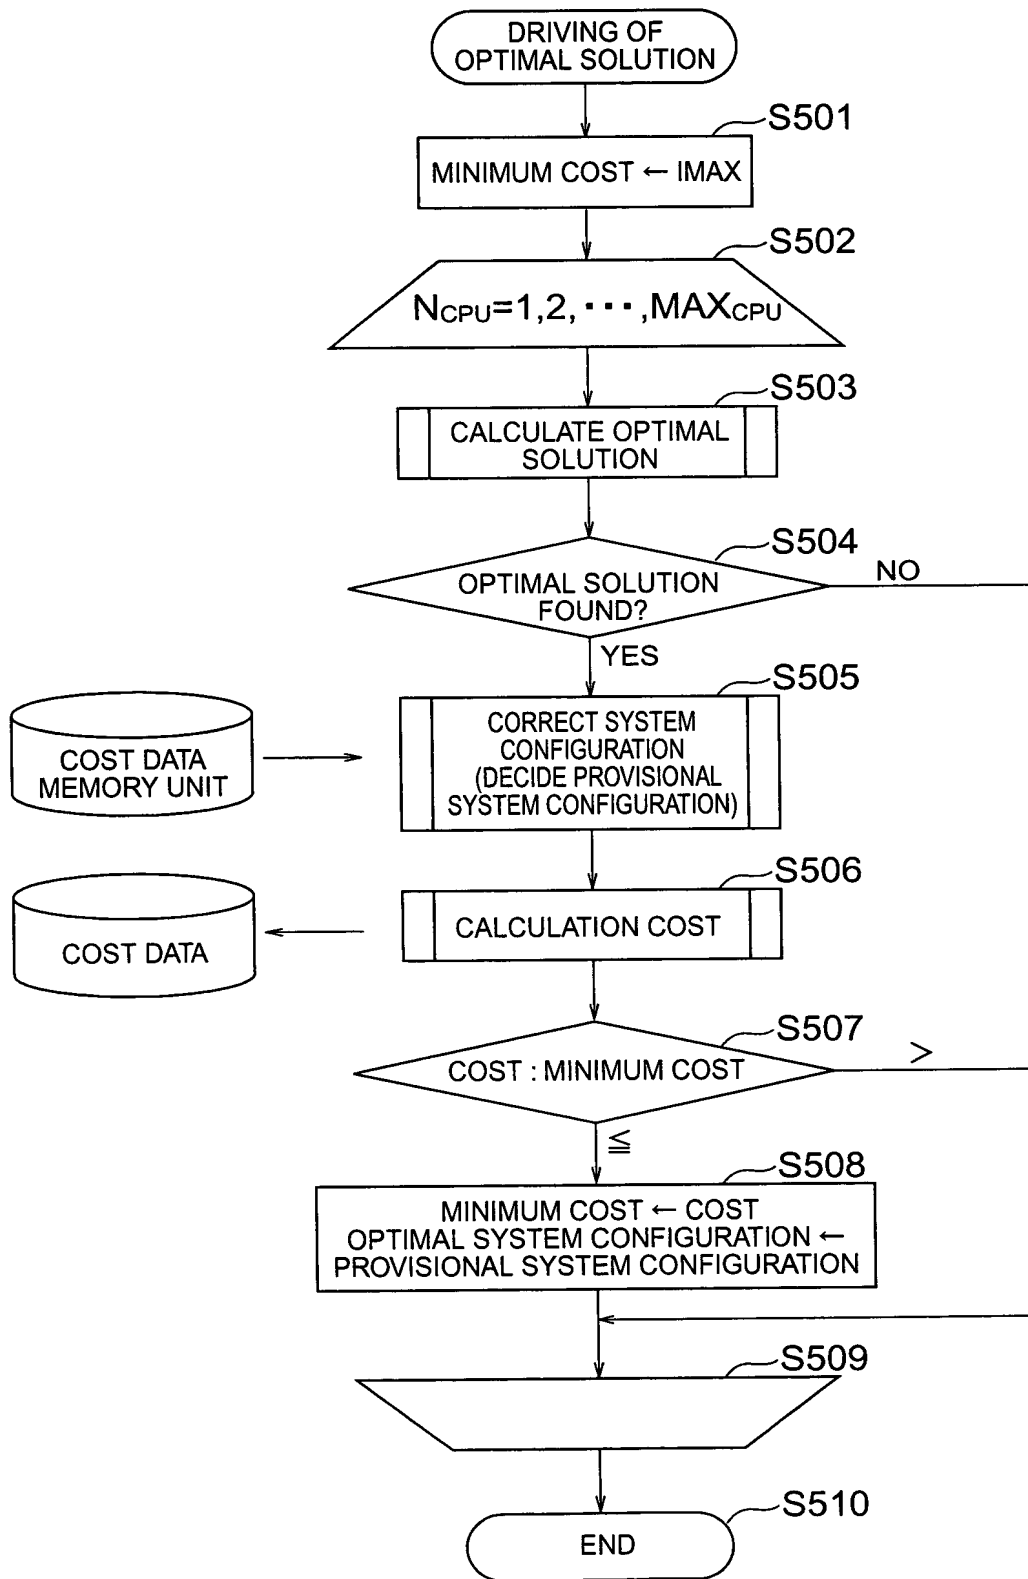 DRIVING OF
OPTIMAL SOLUTION
S501
MINIMUM COST ← IMAX
S502
NCPU=1,2, ··· ,MAXCPU
S503
CALCULATE OPTIMAL
SOLUTION
S504
OPTIMAL SOLUTION
FOUND?
NO
YES
S505
CORRECT SYSTEM
CONFIGURATION
(DECIDE PROVISIONAL
SYSTEM CONFIGURATION)
COST DATA
MEMORY UNIT
S506
CALCULATION COST
COST DATA
S507
COST : MINIMUM COST
>
≦
S508
MINIMUM COST ← COST
OPTIMAL SYSTEM CONFIGURATION ←
PROVISIONAL SYSTEM CONFIGURATION
S509
S510
END